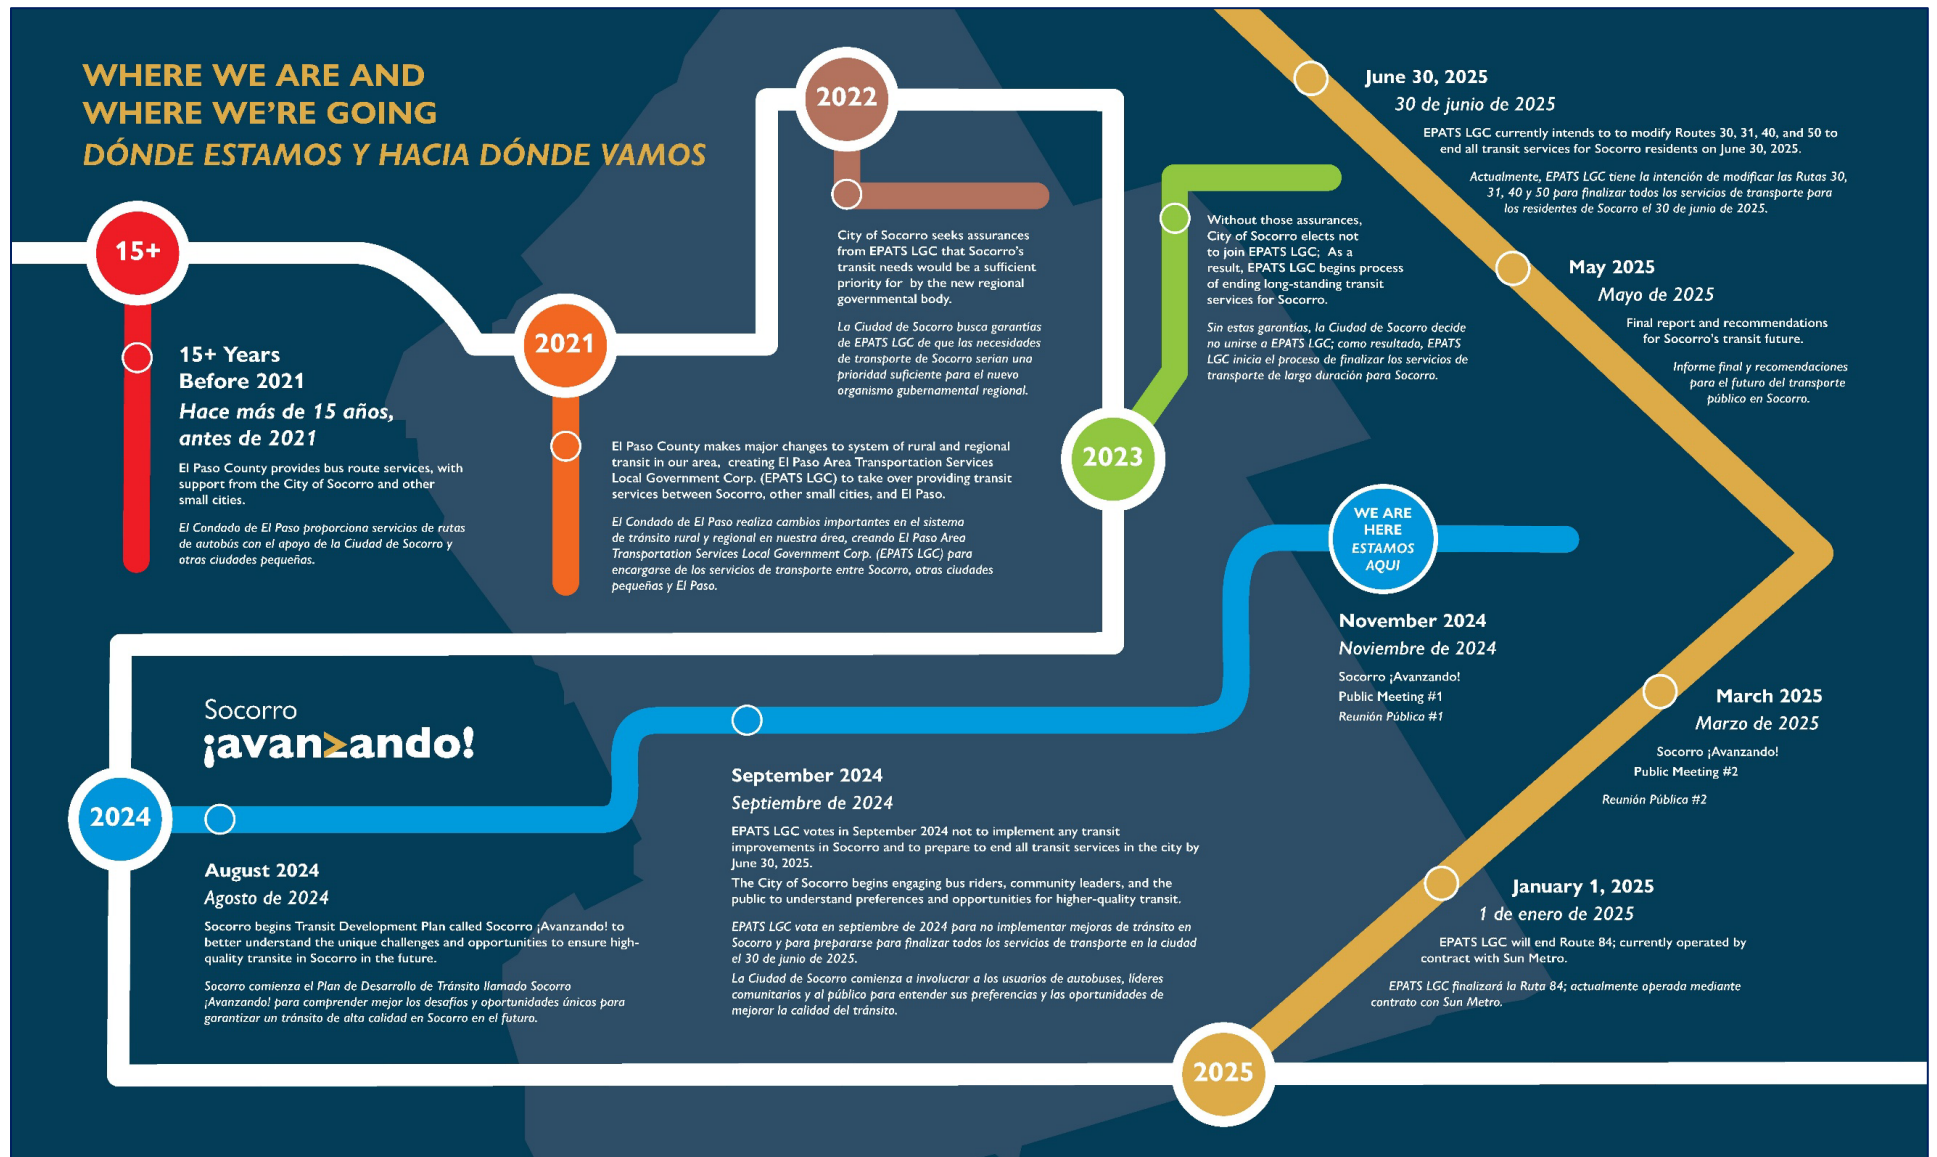 WHERE WE ARE AND
WHERE WE'RE GOING
DÓNDE ESTAMOS Y HACIA DÓNDE VAMOS
15+
15+ Years
Before 2021
Hace más de 15 años,
antes de 2021
El Paso County provides bus route services, with
support from the City of Socorro and other
small cities.
El Condado de El Paso proporciona servicios de rutas
de autobús con el apoyo de la Ciudad de Socorro y
otras ciudades pequeñas.
2021
El Paso County makes major changes to system of rural and regional
transit in our area, creating El Paso Area Transportation Services
Local Government Corp. (EPATS LGC) to take over providing transit
services between Socorro, other small cities, and El Paso.
El Condado de El Paso realiza cambios importantes en el sistema
de tránsito rural y regional en nuestra área, creando El Paso Area
Transportation Services Local Government Corp. (EPATS LGC) para
encargarse de los servicios de transporte entre Socorro, otras ciudades
pequeñas y El Paso.
2022
City of Socorro seeks assurances
from EPATS LGC that Socorro's
transit needs would be a sufficient
priority for by the new regional
governmental body.
La Ciudad de Socorro busca garantías
de EPATS LGC de que las necesidades
de transporte de Socorro serian una
prioridad suficiente para el nuevo
organismo gubernamental regional.
2023
Without those assurances,
City of Socorro elects not
to join EPATS LGC; As a
result, EPATS LGC begins process
of ending long-standing transit
services for Socorro.
Sin estas garantías, la Ciudad de Socorro decide
no unirse a EPATS LGC; como resultado, EPATS
LGC inicia el proceso de finalizar los servicios de
transporte de larga duración para Socorro.
Socorro
¡avanzando!
2024
August 2024
Agosto de 2024
Socorro begins Transit Development Plan called Socorro ¡Avanzando! to
better understand the unique challenges and opportunities to ensure high-
quality transite in Socorro in the future.
Socorro comienza el Plan de Desarrollo de Tránsito llamado Socorro
¡Avanzando! para comprender mejor los desafíos y oportunidades únicos para
garantizar un tránsito de alta calidad en Socorro en el futuro.
September 2024
Septiembre de 2024
EPATS LGC votes in September 2024 not to implement any transit
improvements in Socorro and to prepare to end all transit services in the city by
June 30, 2025.
The City of Socorro begins engaging bus riders, community leaders, and the
public to understand preferences and opportunities for higher-quality transit.
EPATS LGC vota en septiembre de 2024 para no implementar mejoras de tránsito en
Socorro y para prepararse para finalizar todos los servicios de transporte en la ciudad
el 30 de junio de 2025.
La Ciudad de Socorro comienza a involucrar a los usuarios de autobuses, líderes
comunitarios y al público para entender sus preferencias y las oportunidades de
mejorar la calidad del tránsito.
WE ARE
HERE
ESTAMOS
AQUI
November 2024
Noviembre de 2024
Socorro ¡Avanzando!
Public Meeting #1
Reunión Pública #1
2025
January 1, 2025
1 de enero de 2025
EPATS LGC will end Route 84; currently operated by
contract with Sun Metro.
EPATS LGC finalizará la Ruta 84; actualmente operada mediante
contrato con Sun Metro.
March 2025
Marzo de 2025
Socorro ¡Avanzando!
Public Meeting #2
Reunión Pública #2
May 2025
Mayo de 2025
Final report and recommendations
for Socorro's transit future.
Informe final y recomendaciones
para el futuro del transporte
público en Socorro.
June 30, 2025
30 de junio de 2025
EPATS LGC currently intends to to modify Routes 30, 31, 40, and 50 to
end all transit services for Socorro residents on June 30, 2025.
Actualmente, EPATS LGC tiene la intención de modificar las Rutas 30,
31, 40 y 50 para finalizar todos los servicios de transporte para
los residentes de Socorro el 30 de junio de 2025.